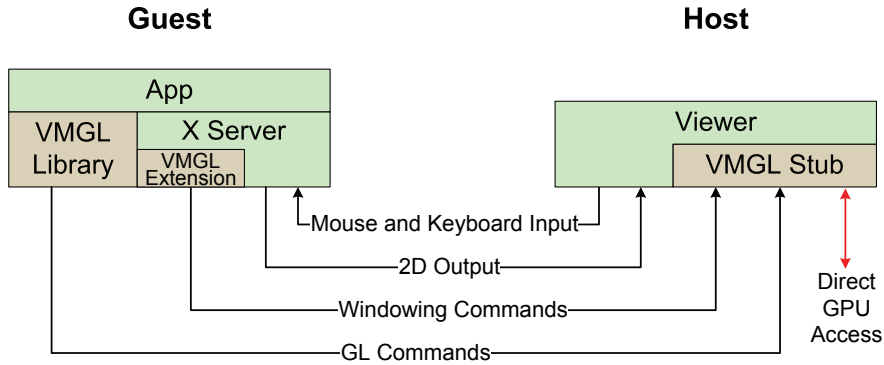 Guest
Host
App
VMGL
Library
X Server
VMGL
Extension
Viewer
VMGL Stub
Mouse and Keyboard Input
2D Output
Windowing Commands
GL Commands
Direct
GPU
Access